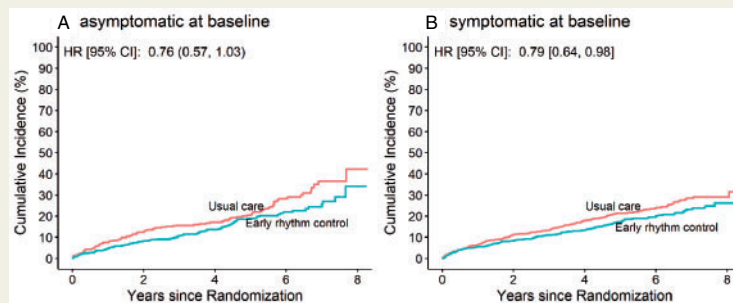 A asymptomatic at baseline
HR [95% CI]: 0.76 (0.57, 1.03)
Cumulative Incidence (%)
100
90
80
70
60
50
40
30
20
10
0
Usual care
Early rhythm control
0 2 4 6 8
Years since Randomization
B symptomatic at baseline
HR [95% CI]: 0.79 [0.64, 0.98]
Cumulative Incidence (%)
100
90
80
70
60
50
40
30
20
10
0
Usual care
Early rhythm control
0 2 4 6 8
Years since Randomization